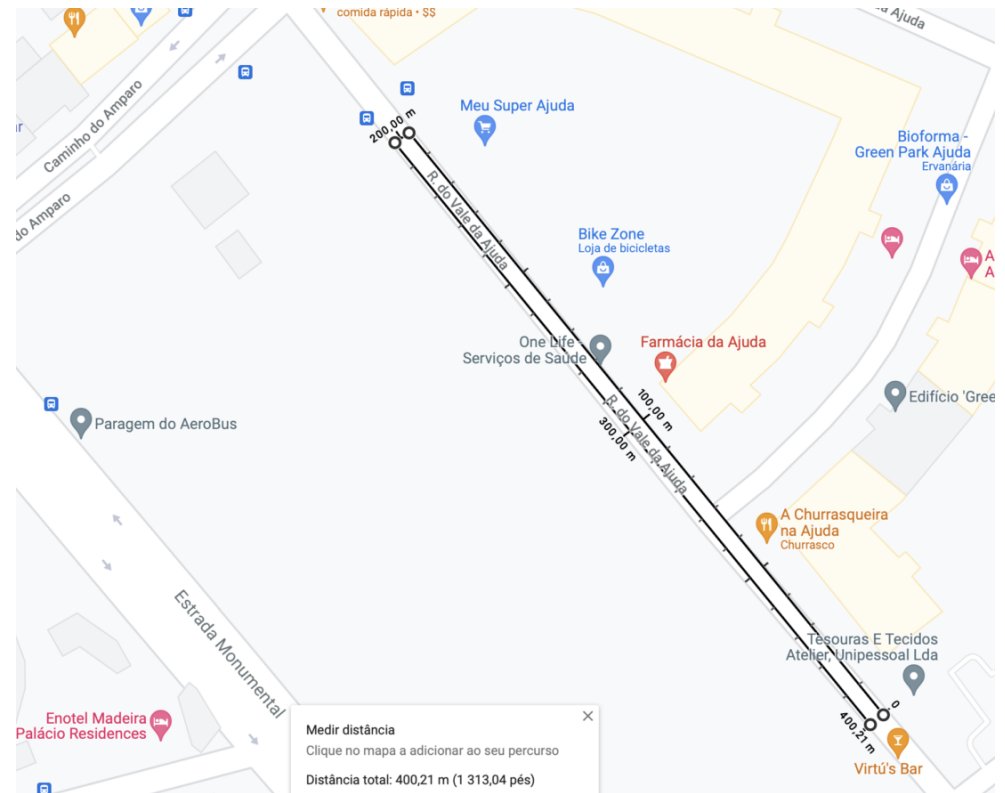 comida rápida • $$
a Ajuda
Caminho do Amparo
do Amparo
ar
200,00 m
Meu Super Ajuda
Bioforma -
Green Park Ajuda
Ervanária
R. do Vale da Ajuda
Bike Zone
Loja de bicicletas
A
A
One Life -
Serviços de Saúde
Farmácia da Ajuda
100,00 m
R. do Vale da Ajuda
300,00 m
Edifício 'Gree
Paragem do AeroBus
A Churrasqueira
na Ajuda
Churrasco
Estrada Monumental
Tesouras E Tecidos
Atelier, Unipessoal Lda
0
400,21 m
Enotel Madeira
Palácio Residences
Virtú's Bar
Medir distância
Clique no mapa a adicionar ao seu percurso
Distância total: 400,21 m (1 313,04 pés)